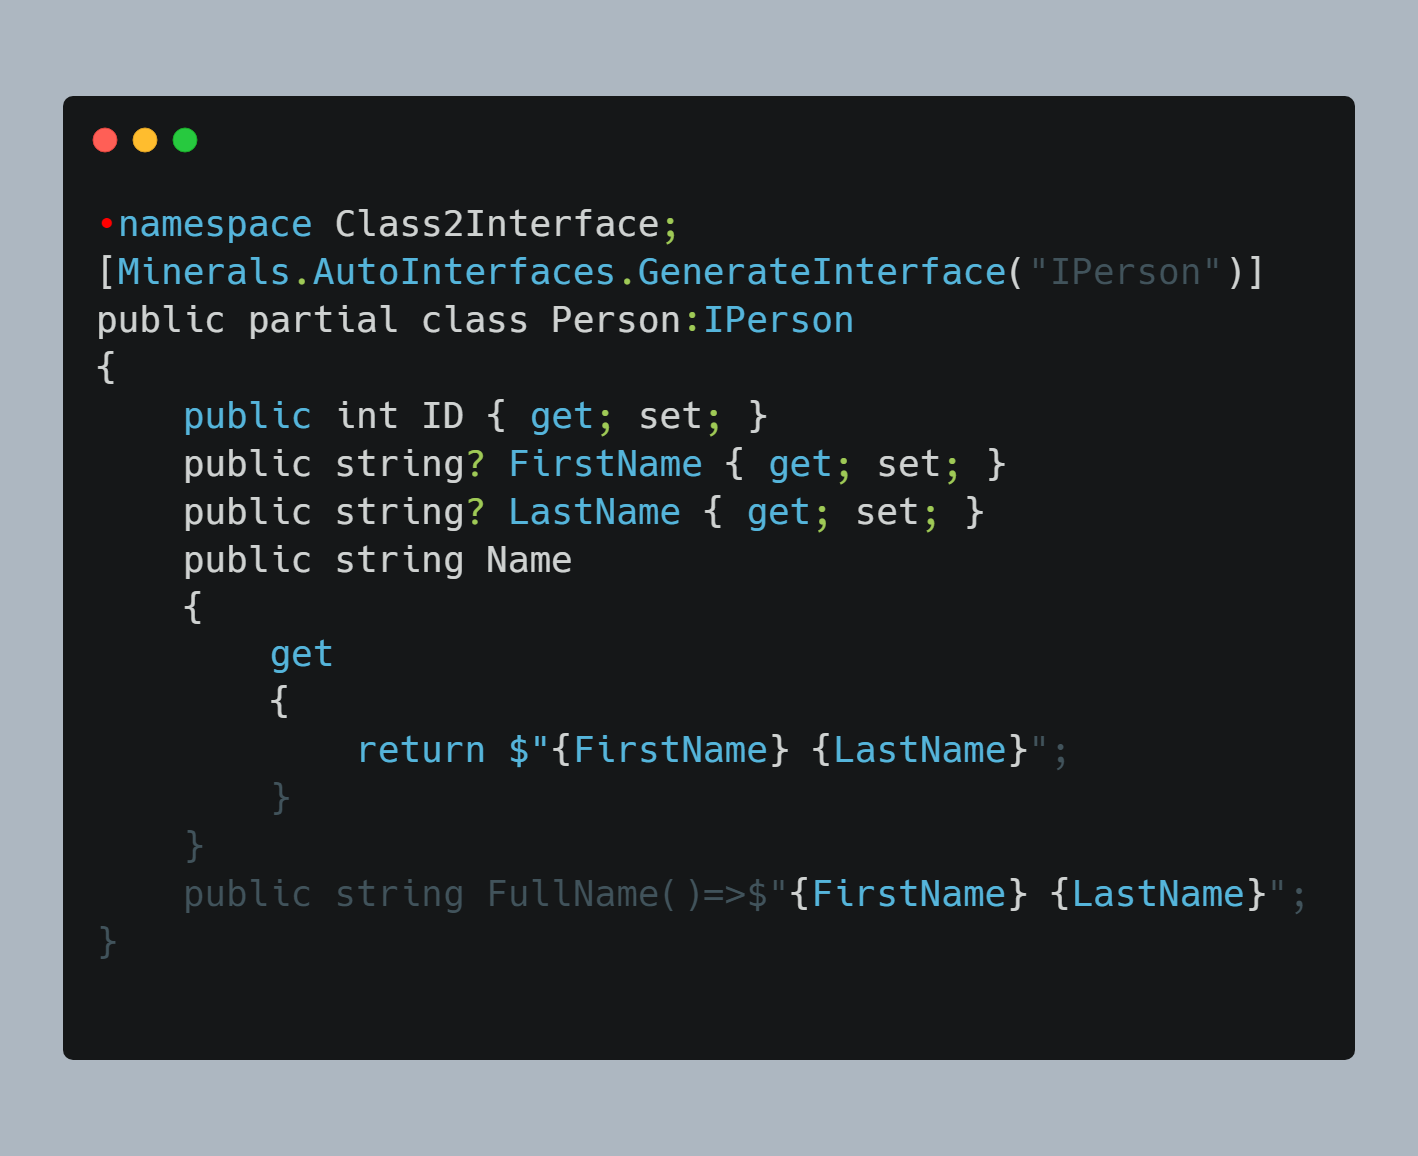 •namespace Class2Interface;
[Minerals.AutoInterfaces.GenerateInterface("IPerson")]
public partial class Person:IPerson
{
    public int ID { get; set; }
    public string? FirstName { get; set; }
    public string? LastName { get; set; }
    public string Name
    {
        get
        {
            return $"{FirstName} {LastName}";
        }
    }
    public string FullName()=>$"{FirstName} {LastName}";
}